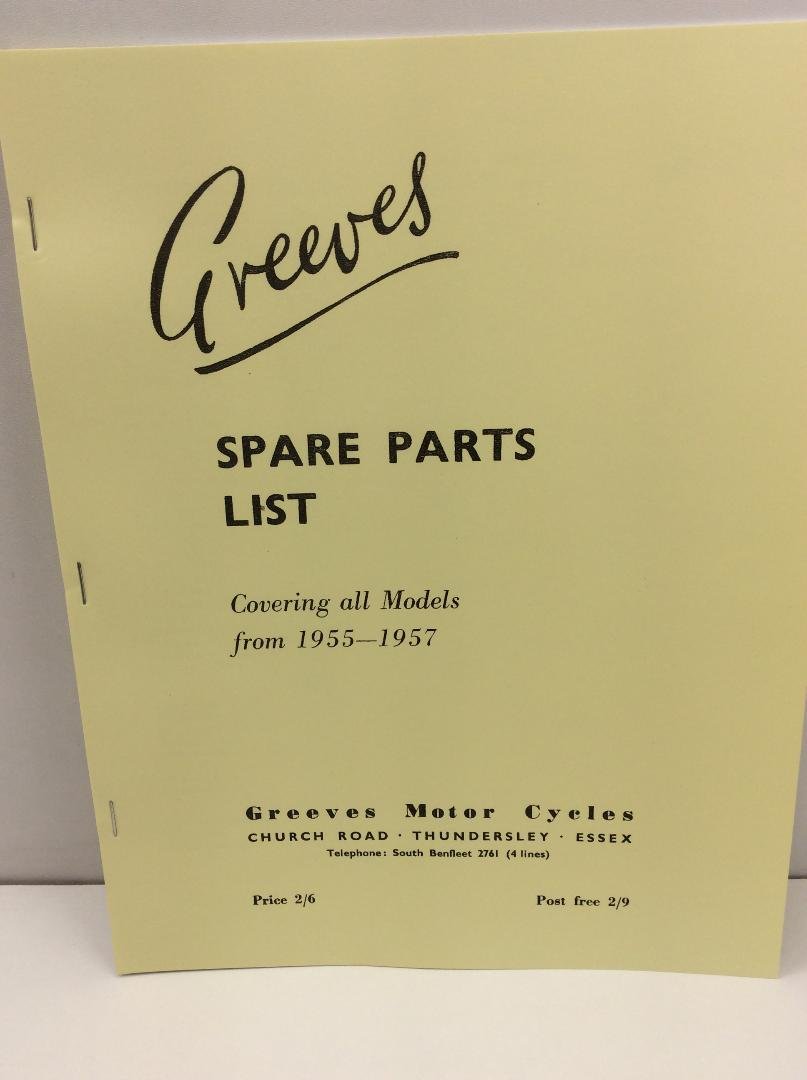 Greeves
SPARE PARTS
LIST
Covering all Models
from 1955—1957
Greeves Motor Cycles
CHURCH ROAD · THUNDERSLEY · ESSEX
Telephone: South Benfleet 2761 (4 lines)
Price 2/6 Post free 2/9